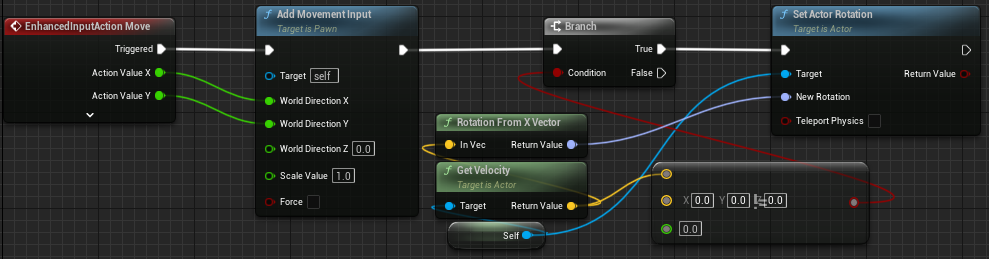 EnhancedInputAction Move
Triggered
Action Value X
Action Value Y
Add Movement Input
Target is Pawn
Target self
World Direction X
World Direction Y
World Direction Z 0.0
Scale Value 1.0
Force
Branch
True
Condition False
Rotation From X Vector
In Vec Return Value
Get Velocity
Target is Actor
Target Return Value
Self
X 0.0 Y 0.0 Z 0.0
!=
0.0
Set Actor Rotation
Target is Actor
Target Return Value
New Rotation
Teleport Physics